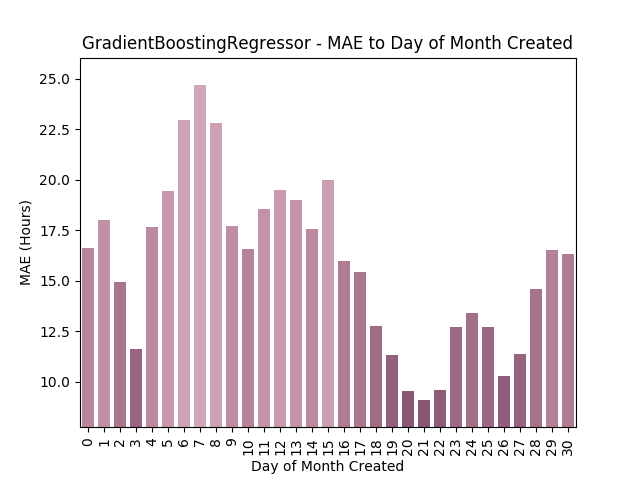 GradientBoostingRegressor - MAE to Day of Month Created
25.0
22.5
20.0
17.5
15.0
12.5
10.0
MAE (Hours)
0 1 2 3 4 5 6 7 8 9 10 11 12 13 14 15 16 17 18 19 20 21 22 23 24 25 26 27 28 29 30
Day of Month Created